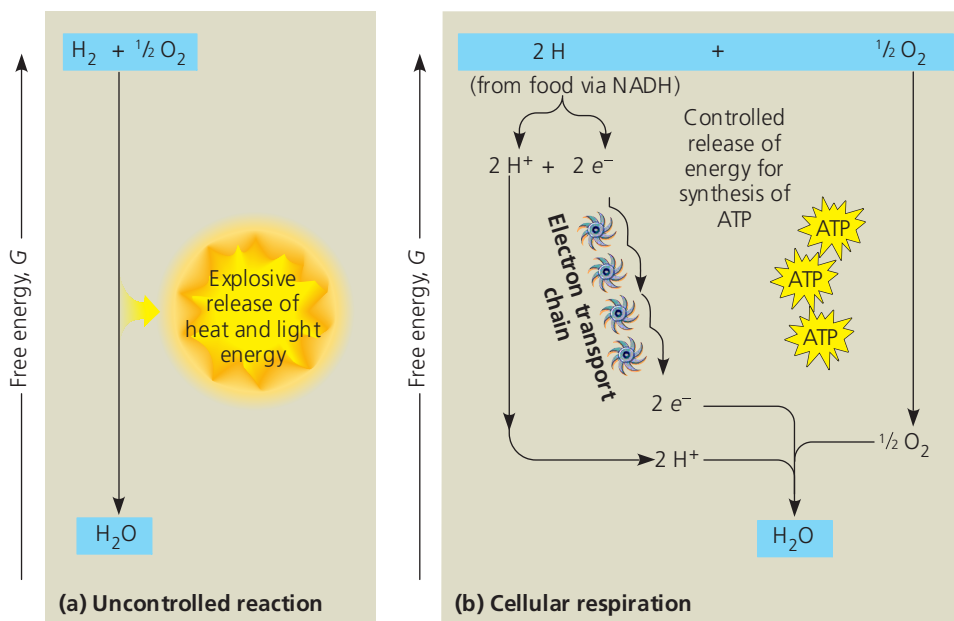 Free energy, G
H₂ + ½ O₂
Explosive
release of
heat and light
energy
H₂O
(a) Uncontrolled reaction
Free energy, G
2 H + ½ O₂
(from food via NADH)
2 H⁺ + 2 e⁻
Controlled
release of
energy for
synthesis of
ATP
Electron transport
chain
ATP
ATP
ATP
2 e⁻
½ O₂
2 H⁺
H₂O
(b) Cellular respiration